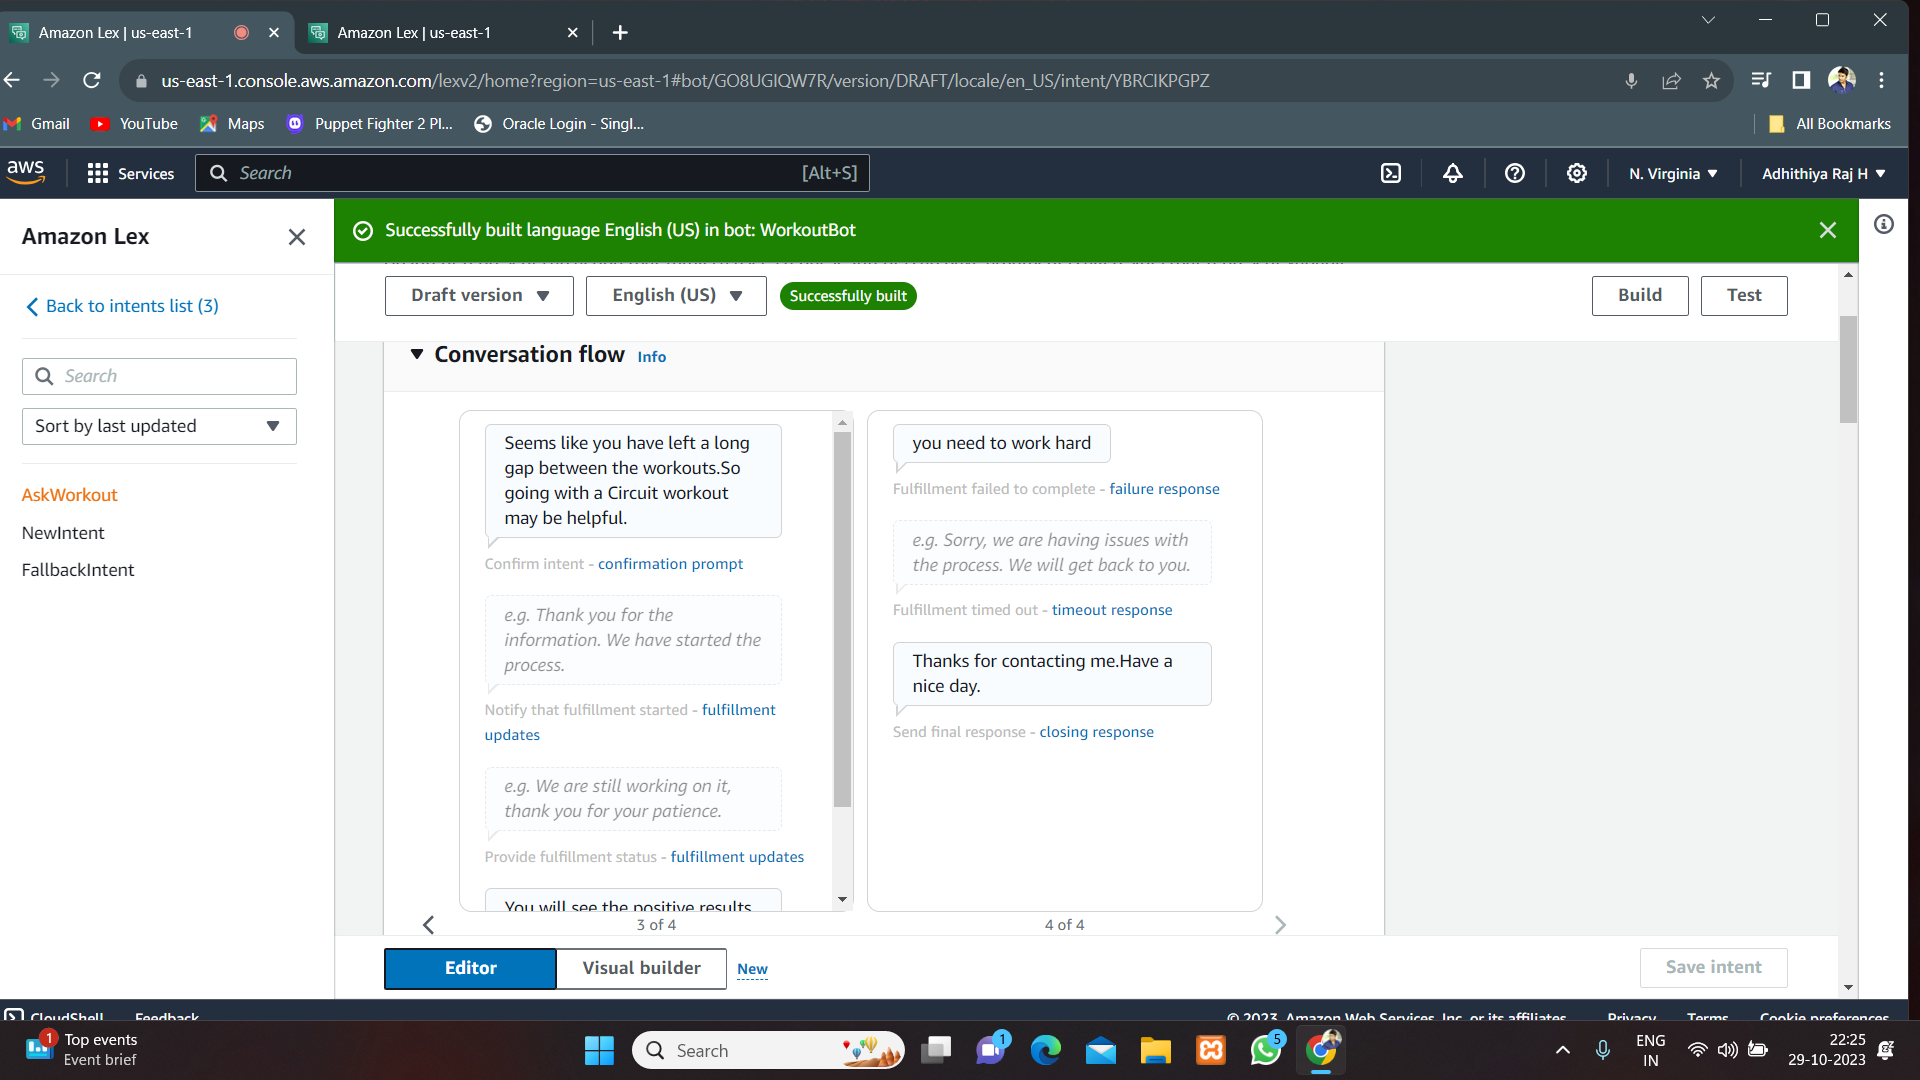 Amazon Lex | us-east-1
Amazon Lex | us-east-1
us-east-1.console.aws.amazon.com/lexv2/home?region=us-east-1#bot/GO8UGIQW7R/version/DRAFT/locale/en_US/intent/YBRCIKPGPZ
Gmail
YouTube
Maps
Puppet Fighter 2 Pl...
Oracle Login - Singl...
All Bookmarks
aws
Services
Search
[Alt+S]
N. Virginia
Adhithiya Raj H
Amazon Lex
Successfully built language English (US) in bot: WorkoutBot
Back to intents list (3)
Draft version
English (US)
Successfully built
Build
Test
Search
Sort by last updated
AskWorkout
NewIntent
FallbackIntent
Conversation flow Info
Seems like you have left a long
gap between the workouts.So
going with a Circuit workout
may be helpful.
Confirm intent - confirmation prompt
e.g. Thank you for the
information. We have started the
process.
Notify that fulfillment started - fulfillment
updates
e.g. We are still working on it,
thank you for your patience.
Provide fulfillment status - fulfillment updates
You will see the positive results
3 of 4
you need to work hard
Fulfillment failed to complete - failure response
e.g. Sorry, we are having issues with
the process. We will get back to you.
Fulfillment timed out - timeout response
Thanks for contacting me.Have a
nice day.
Send final response - closing response
4 of 4
Editor
Visual builder
New
Save intent
CloudShell
Feedback
© 2023, Amazon Web Services, Inc. or its affiliates.
Privacy
Terms
Cookie preferences
1
Top events
Event brief
Search
1
5
ENG
IN
22:25
29-10-2023